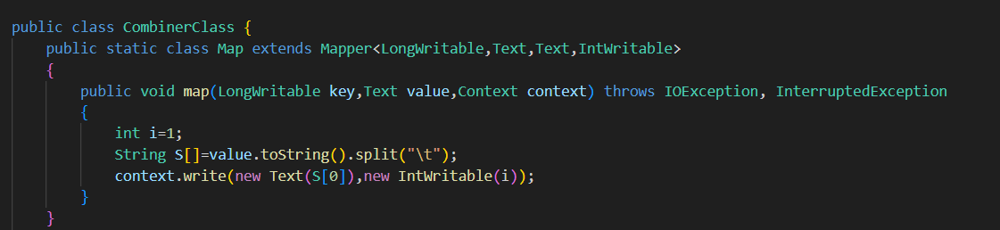 public class CombinerClass {
public static class Map extends Mapper<LongWritable,Text,Text,IntWritable>
{
public void map(LongWritable key,Text value,Context context) throws IOException, InterruptedException
{
int i=1;
String S[]=value.toString().split("\t");
context.write(new Text(S[0]),new IntWritable(i));
}
}